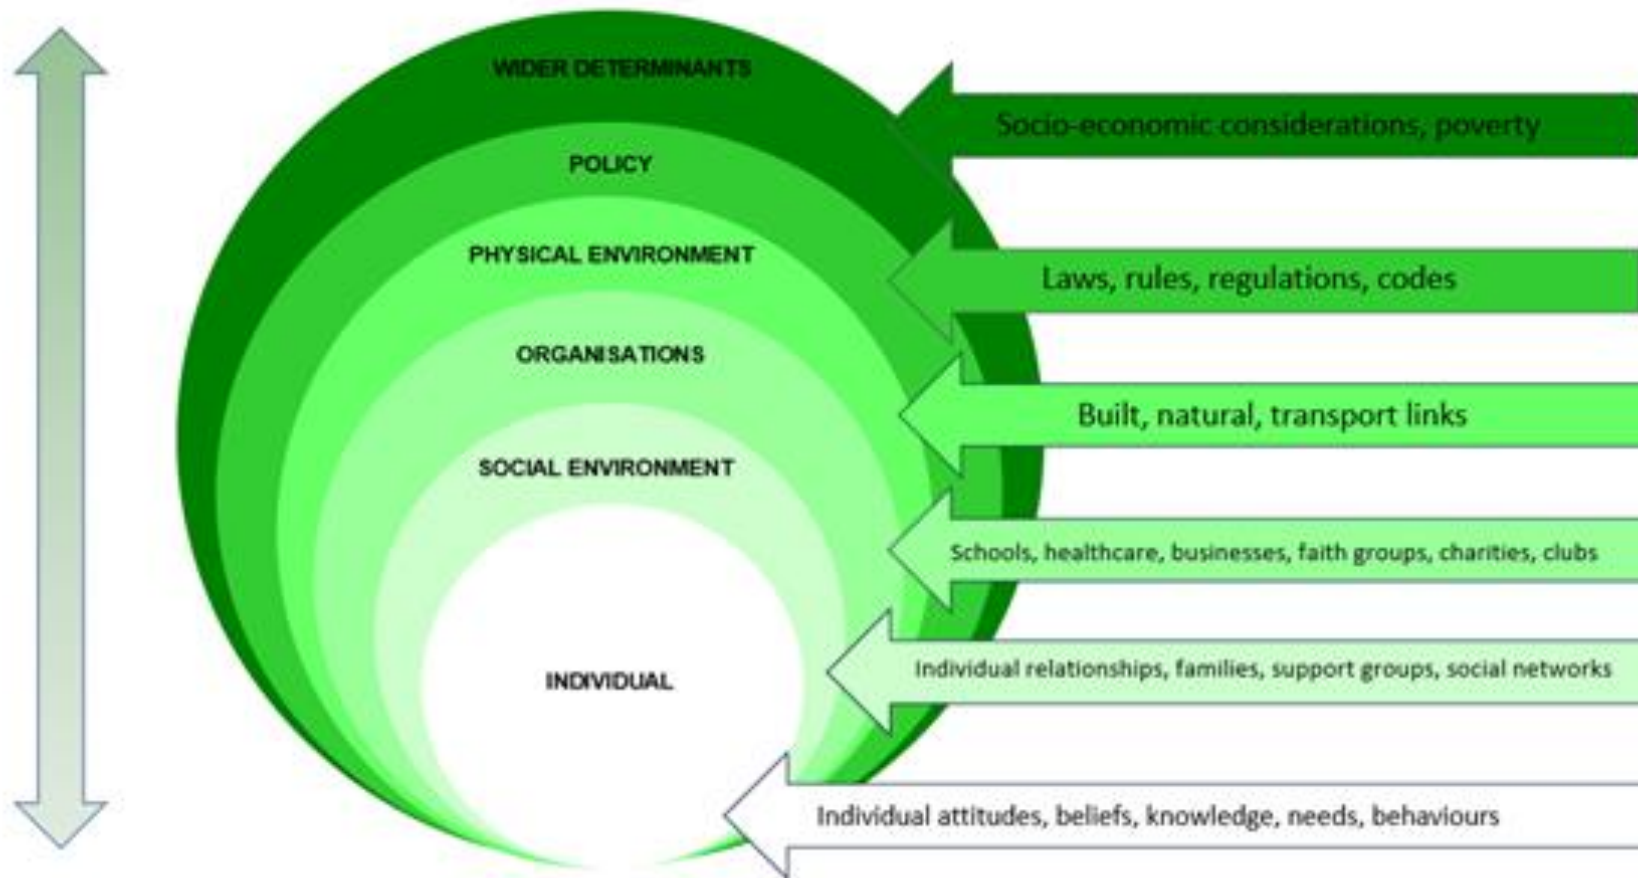 WIDER DETERMINANTS
Socio-economic considerations, poverty
POLICY
Laws, rules, regulations, codes
PHYSICAL ENVIRONMENT
Built, natural, transport links
ORGANISATIONS
Schools, healthcare, businesses, faith groups, charities, clubs
SOCIAL ENVIRONMENT
Individual relationships, families, support groups, social networks
INDIVIDUAL
Individual attitudes, beliefs, knowledge, needs, behaviours